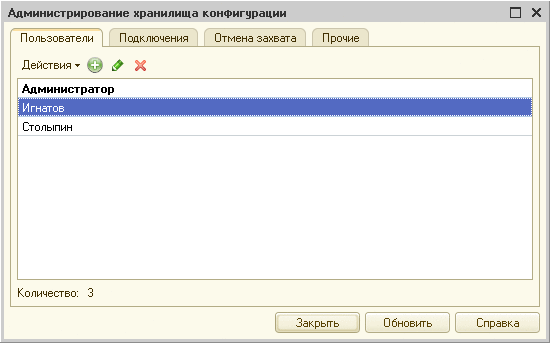 Администрирование хранилища конфигурации
Пользователи Подключения Отмена захвата Прочие
Действия
Администратор
Игнатов
Столыпин
Количество: 3
Закрыть Обновить Справка